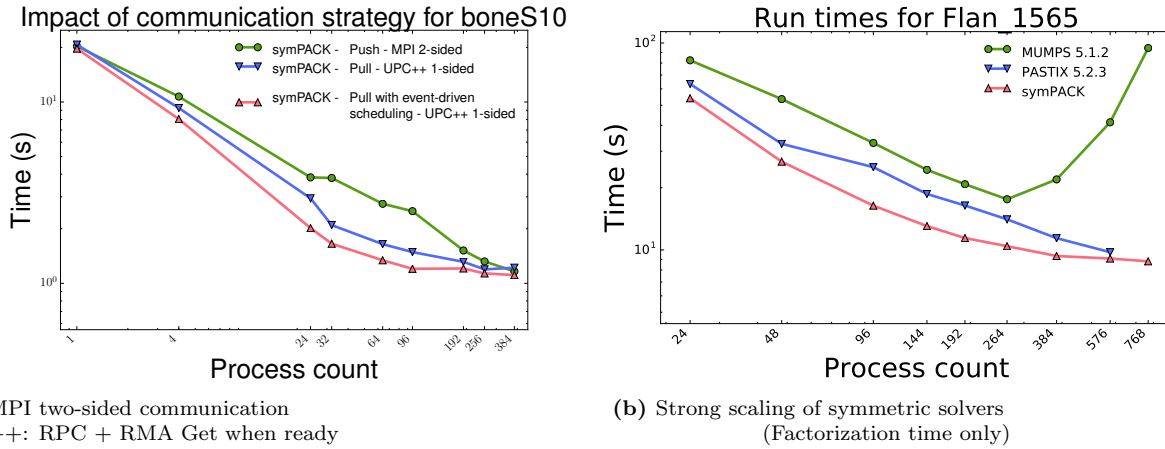 Impact of communication strategy for boneS10
symPACK - Push - MPI 2-sided
symPACK - Pull - UPC++ 1-sided
symPACK - Pull with event-driven
scheduling - UPC++ 1-sided
Time (s)
10¹
10⁰
1 4 24 32 64 96 192 256 384
Process count
MPI two-sided communication
+: RPC + RMA Get when ready
Run times for Flan_1565
MUMPS 5.1.2
PASTIX 5.2.3
symPACK
Time (s)
10²
10¹
24 48 96 144 192 264 384 576 768
Process count
(b) Strong scaling of symmetric solvers
(Factorization time only)